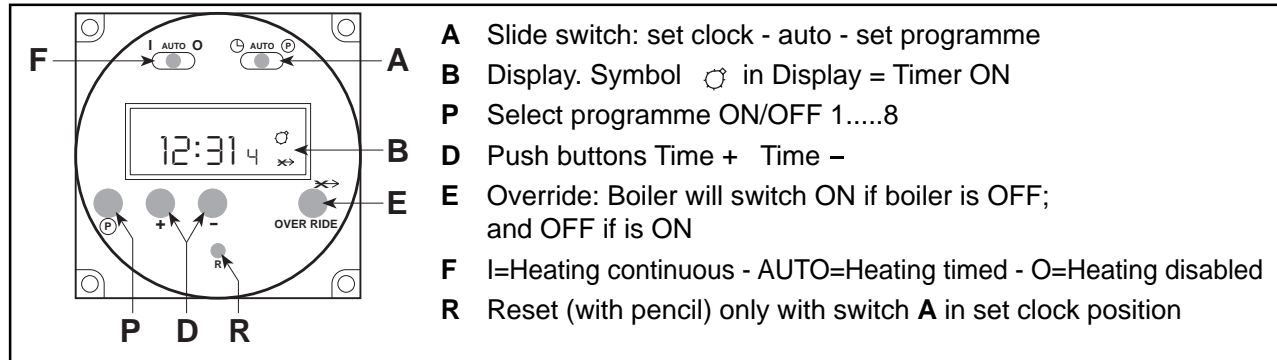 I AUTO O
AUTO P
F
A
12:31 4
B
E
P
+
-
OVER RIDE
R
P D R
A Slide switch: set clock - auto - set programme
B Display. Symbol in Display = Timer ON
P Select programme ON/OFF 1.....8
D Push buttons Time + Time –
E Override: Boiler will switch ON if boiler is OFF;
and OFF if is ON
F I=Heating continuous - AUTO=Heating timed - O=Heating disabled
R Reset (with pencil) only with switch A in set clock position